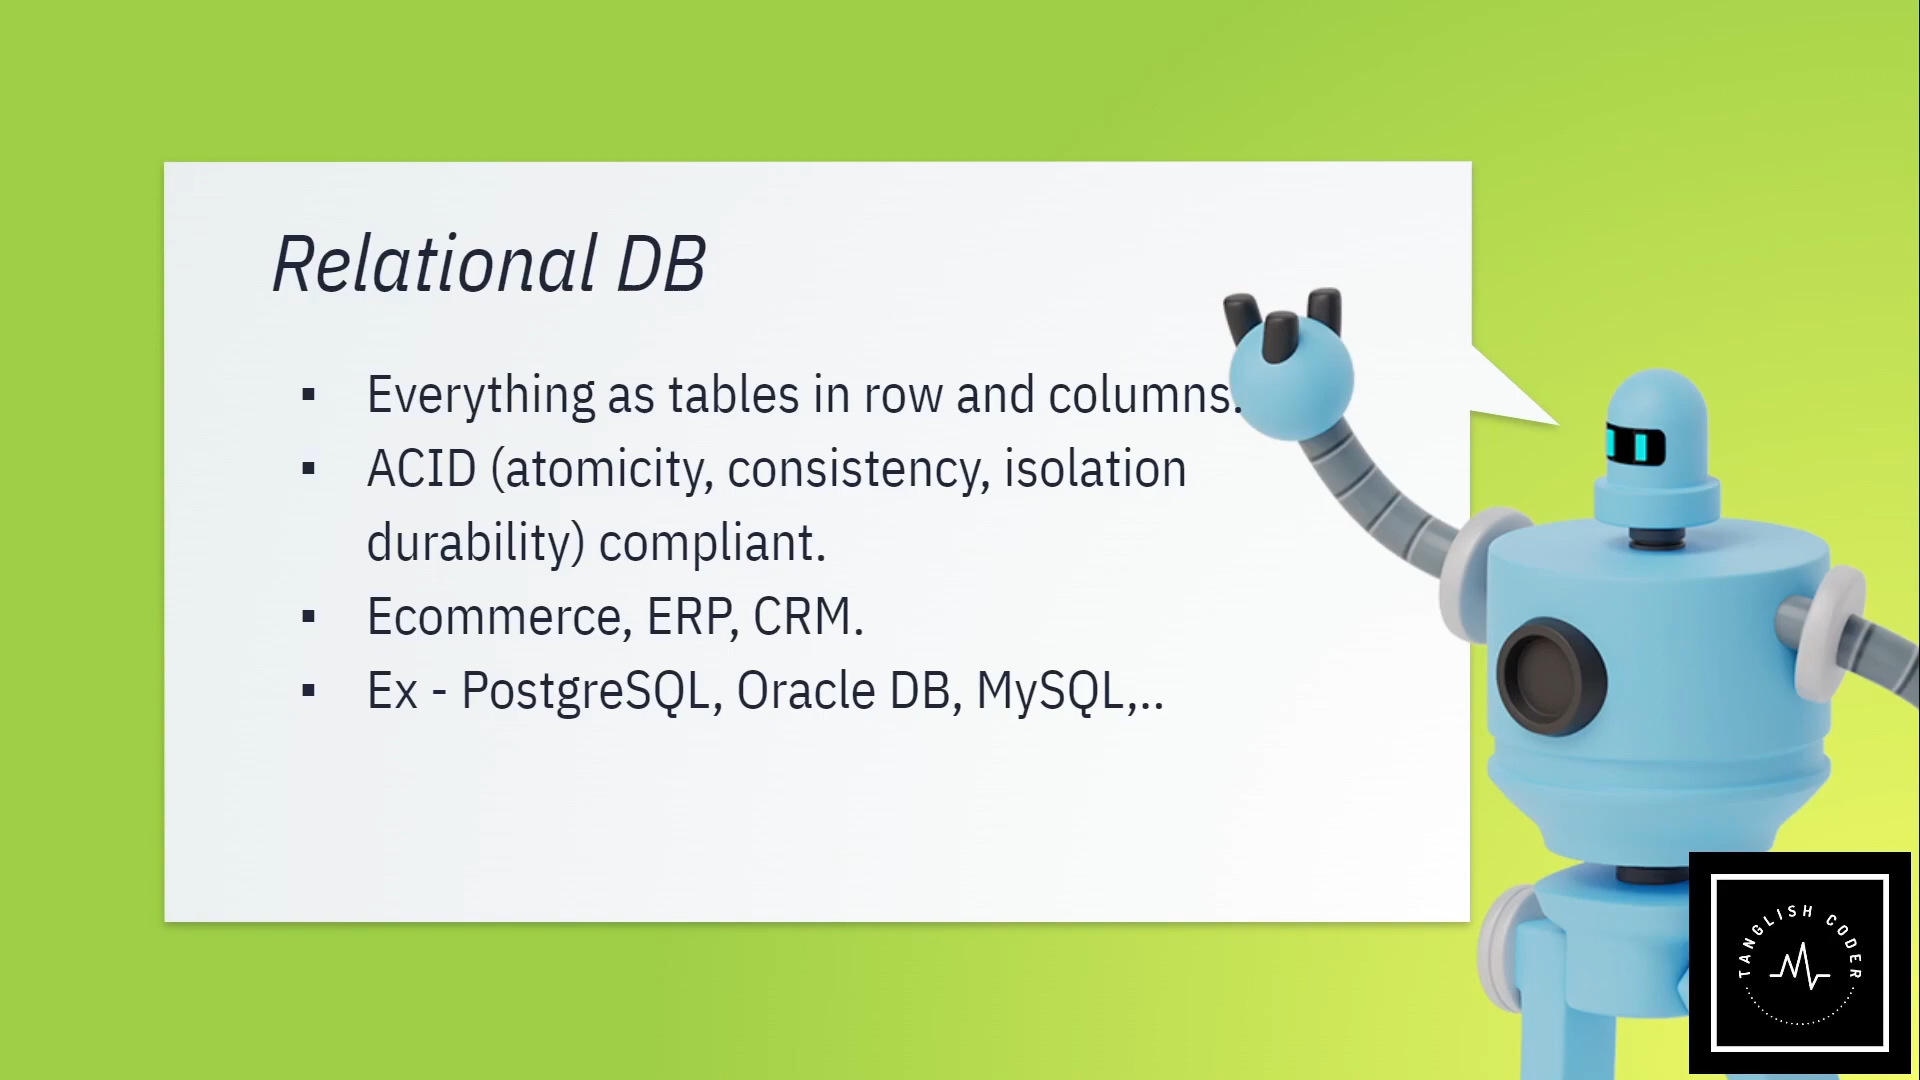 Relational DB
▪ Everything as tables in row and columns.
▪ ACID (atomicity, consistency, isolation
durability) compliant.
▪ Ecommerce, ERP, CRM.
▪ Ex - PostgreSQL, Oracle DB, MySQL,..
TANGLISH CODER